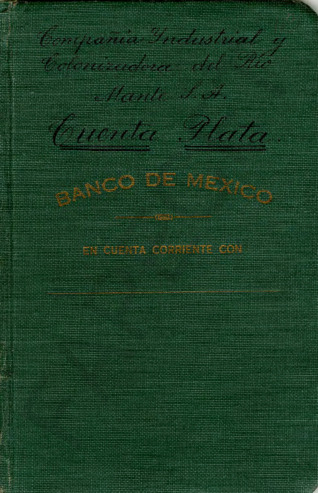 Compañía Industrial y
Colonizadora del Río
Mante S. A.
Cuenta Plata
BANCO DE MEXICO
EN CUENTA CORRIENTE CON